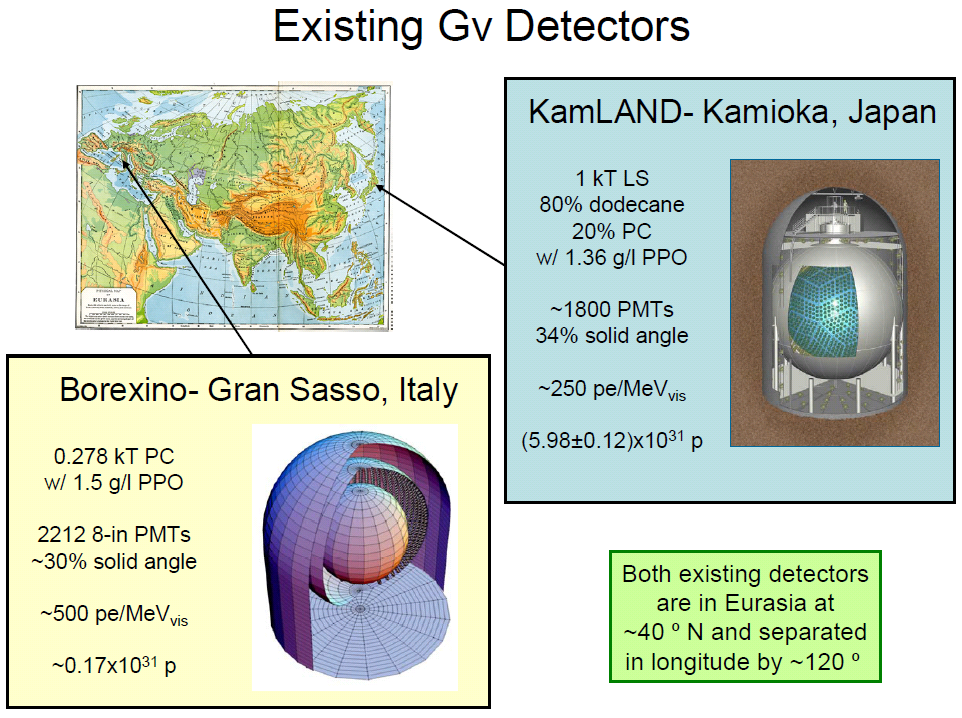 Existing Gν Detectors
EURASIA
KamLAND- Kamioka, Japan
1 kT LS
80% dodecane
20% PC
w/ 1.36 g/l PPO
~1800 PMTs
34% solid angle
~250 pe/MeVvis
(5.98±0.12)x10³¹ p
Borexino- Gran Sasso, Italy
0.278 kT PC
w/ 1.5 g/l PPO
2212 8-in PMTs
~30% solid angle
~500 pe/MeVvis
~0.17x10³¹ p
Both existing detectors
are in Eurasia at
~40 º N and separated
in longitude by ~120 º